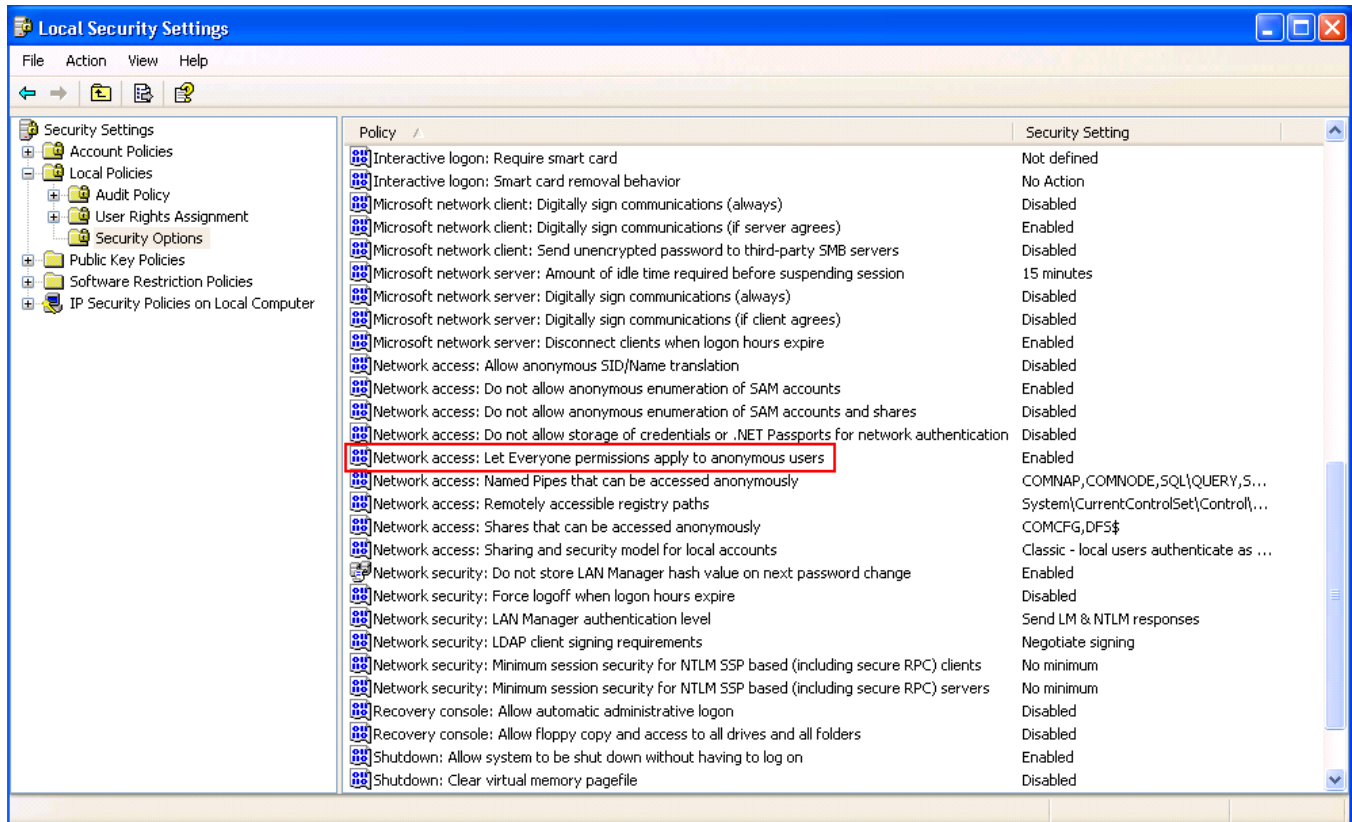 Local Security Settings
File Action View Help
Security Settings
Account Policies
Local Policies
Audit Policy
User Rights Assignment
Security Options
Public Key Policies
Software Restriction Policies
IP Security Policies on Local Computer
Policy Security Setting
Interactive logon: Require smart card Not defined
Interactive logon: Smart card removal behavior No Action
Microsoft network client: Digitally sign communications (always) Disabled
Microsoft network client: Digitally sign communications (if server agrees) Enabled
Microsoft network client: Send unencrypted password to third-party SMB servers Disabled
Microsoft network server: Amount of idle time required before suspending session 15 minutes
Microsoft network server: Digitally sign communications (always) Disabled
Microsoft network server: Digitally sign communications (if client agrees) Disabled
Microsoft network server: Disconnect clients when logon hours expire Enabled
Network access: Allow anonymous SID/Name translation Disabled
Network access: Do not allow anonymous enumeration of SAM accounts Enabled
Network access: Do not allow anonymous enumeration of SAM accounts and shares Disabled
Network access: Do not allow storage of credentials or .NET Passports for network authentication Disabled
Network access: Let Everyone permissions apply to anonymous users Enabled
Network access: Named Pipes that can be accessed anonymously COMNAP,COMNODE,SQL\QUERY,S...
Network access: Remotely accessible registry paths System\CurrentControlSet\Control\...
Network access: Shares that can be accessed anonymously COMCFG,DFS$
Network access: Sharing and security model for local accounts Classic - local users authenticate as ...
Network security: Do not store LAN Manager hash value on next password change Enabled
Network security: Force logoff when logon hours expire Disabled
Network security: LAN Manager authentication level Send LM & NTLM responses
Network security: LDAP client signing requirements Negotiate signing
Network security: Minimum session security for NTLM SSP based (including secure RPC) clients No minimum
Network security: Minimum session security for NTLM SSP based (including secure RPC) servers No minimum
Recovery console: Allow automatic administrative logon Disabled
Recovery console: Allow floppy copy and access to all drives and all folders Disabled
Shutdown: Allow system to be shut down without having to log on Enabled
Shutdown: Clear virtual memory pagefile Disabled